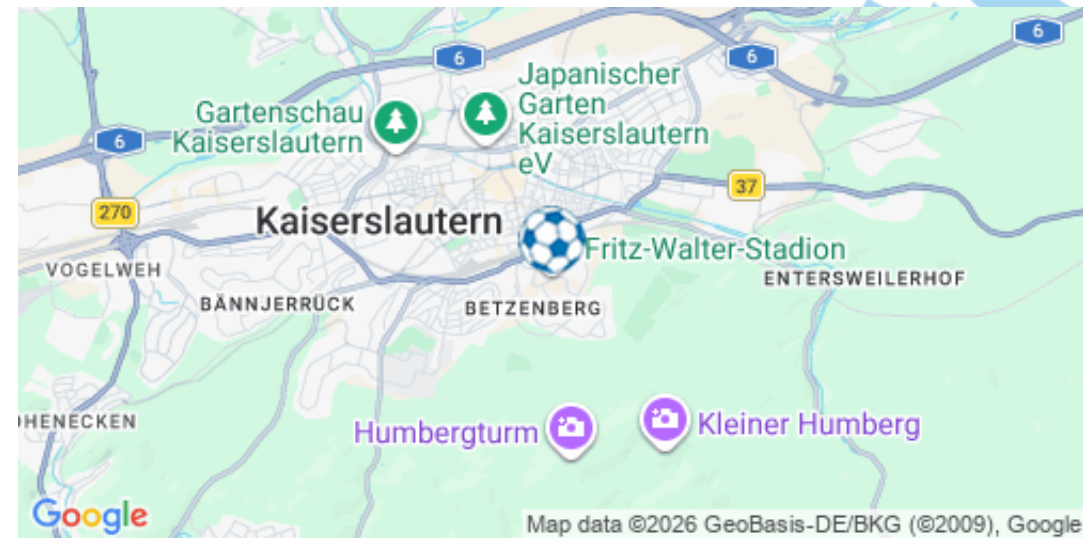 6
6
6
6
Japanischer
Garten
Kaiserslautern
eV
Gartenschau
Kaiserslautern
37
270
Kaiserslautern
Fritz-Walter-Stadion
VOGELWEH
ENTERSWEILERHOF
BÄNNJERRÜCK
BETZENBERG
OHENECKEN
Humbergturm
Kleiner Humberg
Google
Map data ©2026 GeoBasis-DE/BKG (©2009), Google